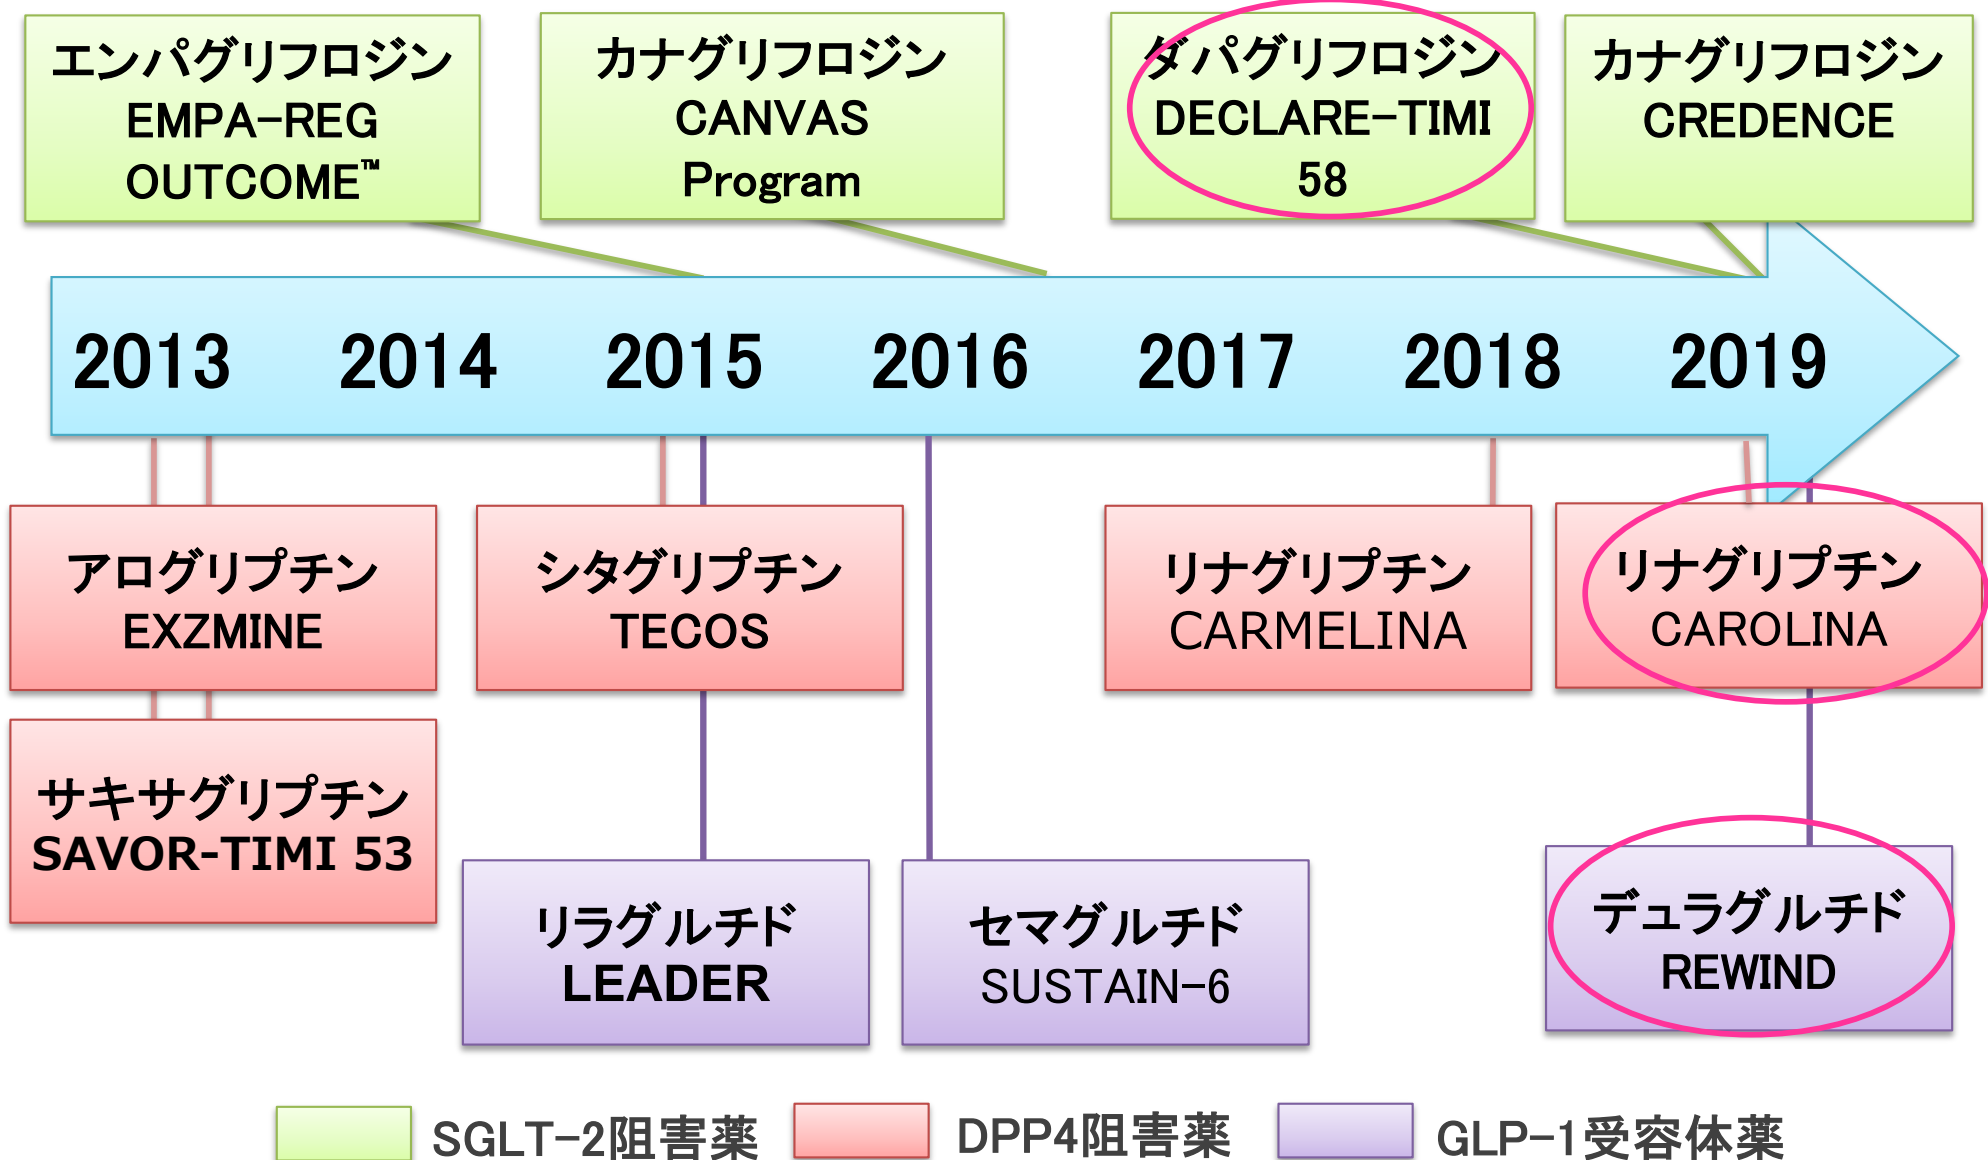 エンパグリフロジン
EMPA-REG
OUTCOME™
カナグリフロジン
CANVAS
Program
ダパグリフロジン
DECLARE-TIMI
58
カナグリフロジン
CREDENCE
2013 2014 2015 2016 2017 2018 2019
アログリプチン
EXZMINE
シタグリプチン
TECOS
リナグリプチン
CARMELINA
リナグリプチン
CAROLINA
サキサグリプチン
SAVOR-TIMI 53
リラグルチド
LEADER
セマグルチド
SUSTAIN-6
デュラグルチド
REWIND
SGLT-2阻害薬
DPP4阻害薬
GLP-1受容体薬